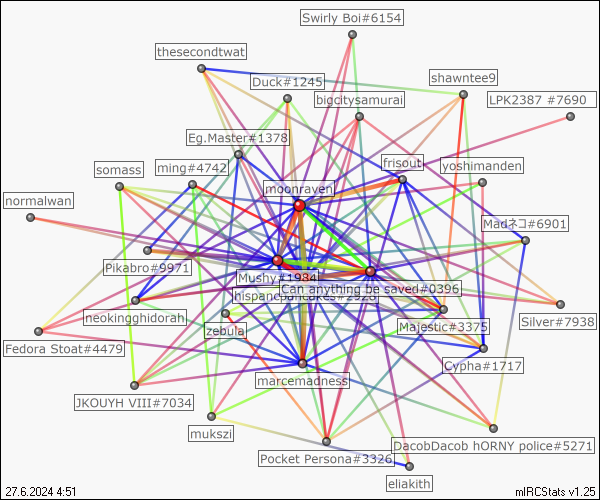 Swirly Boi#6154
thesecondtwat
shawntee9
Duck#1245
bigcitysamurai
LPK2387 #7690
Eg.Master#1378
frisout
yoshimanden
ming#4742
somass
moonraven
normalwan
Madネコ#6901
Pikabro#9971
Mushy#1984
Can anything be saved#0396
neokingghidorah
zebula
Majestic#3375
Silver#7938
Fedora Stoat#4479
Cypha#1717
marcemadness
JKOUYH VIII#7034
mukszi
DacobDacob hORNY police#5271
Pocket Persona#3326
eliakith
27.6.2024 4:51
mIRCStats v1.25